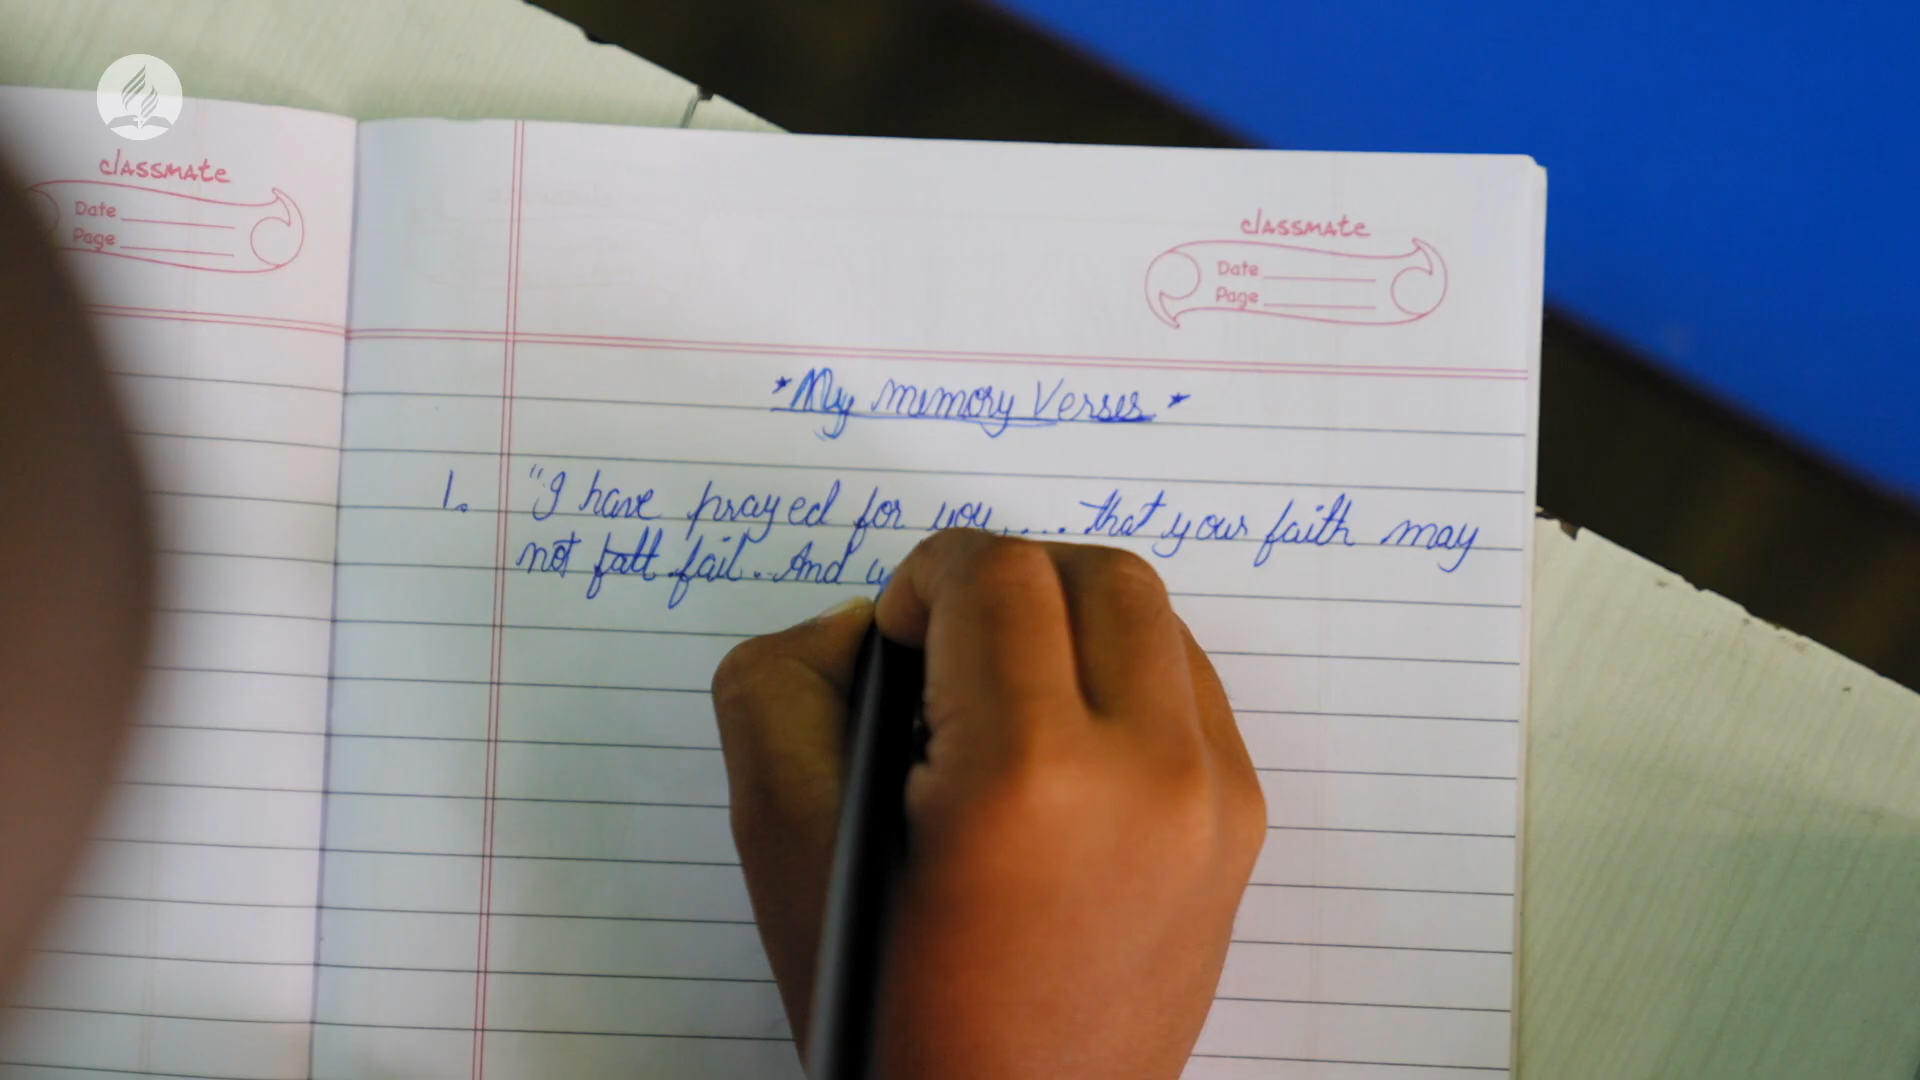 classmate
Date
Page
classmate
Date
Page
*My memory Verses*
1. "I have prayed for you .... that your faith may
not fatt fail. And